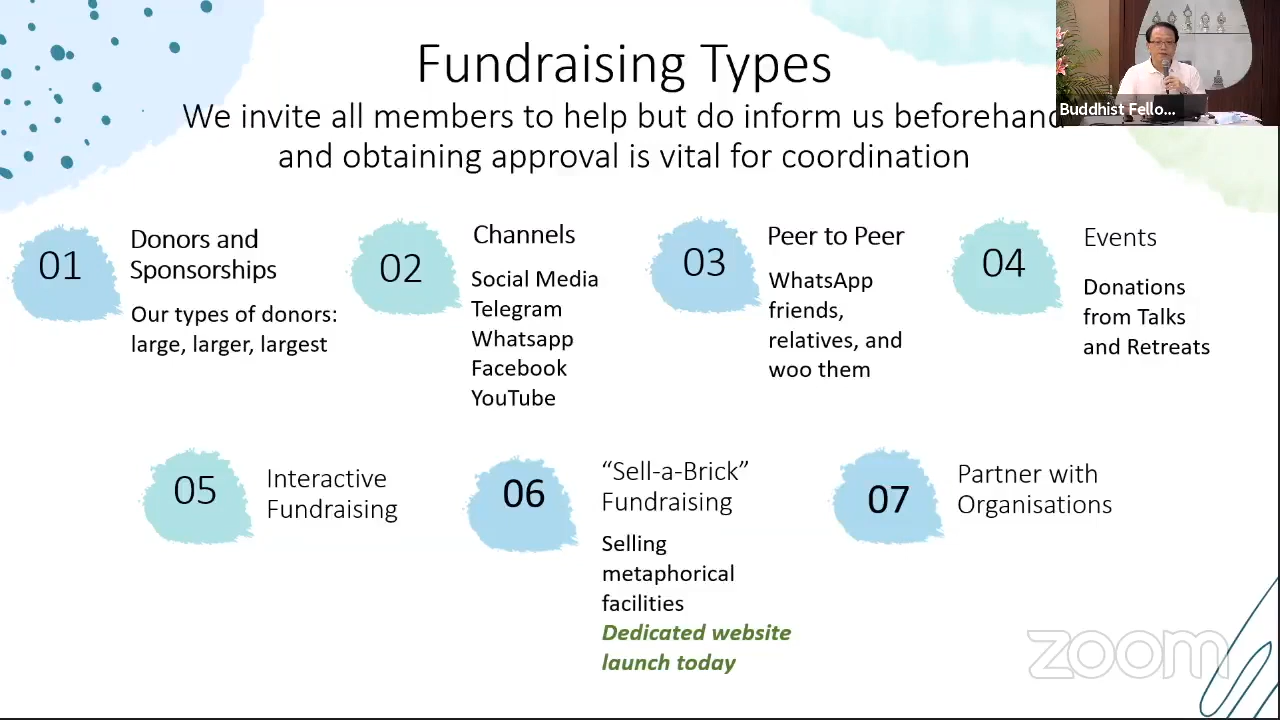 Fundraising Types
We invite all members to help but do inform us beforehand
and obtaining approval is vital for coordination
Buddhist Fello...
01
Donors and
Sponsorships
Our types of donors:
large, larger, largest
02
Channels
Social Media
Telegram
Whatsapp
Facebook
YouTube
03
Peer to Peer
WhatsApp
friends,
relatives, and
woo them
04
Events
Donations
from Talks
and Retreats
05
Interactive
Fundraising
06
“Sell-a-Brick”
Fundraising
Selling
metaphorical
facilities
Dedicated website
launch today
07
Partner with
Organisations
zoom